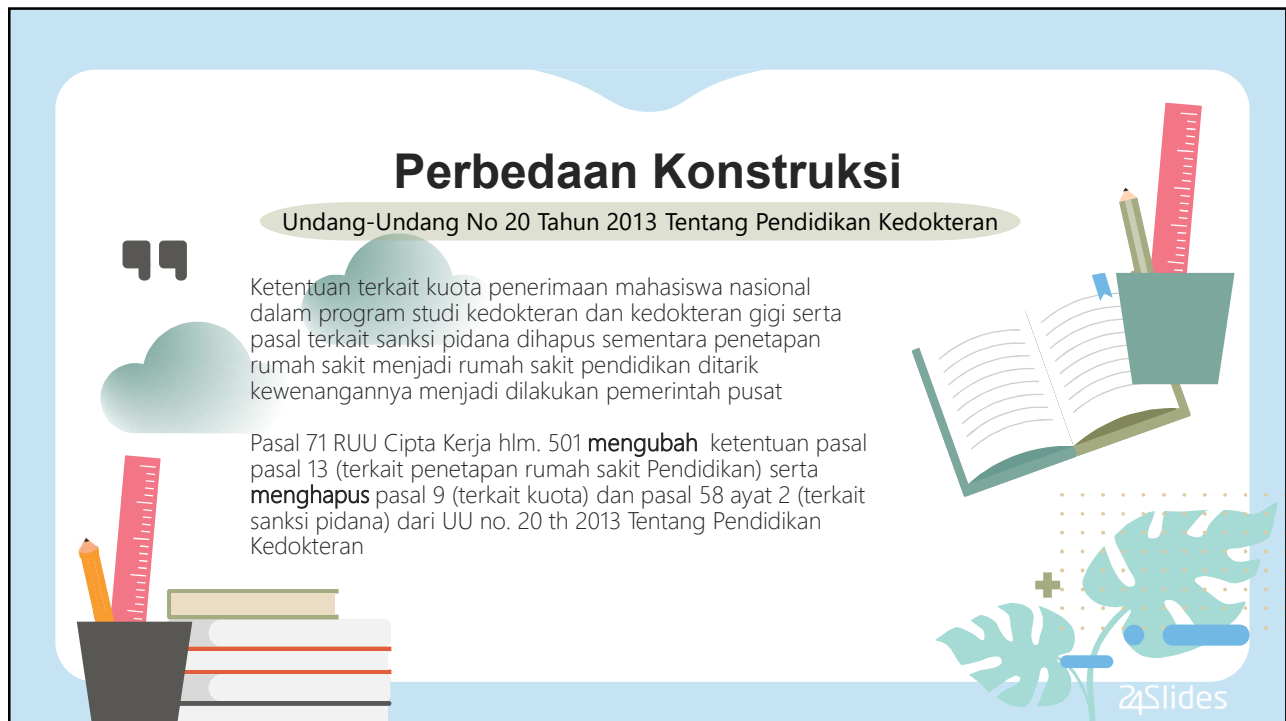 Perbedaan Konstruksi
Undang-Undang No 20 Tahun 2013 Tentang Pendidikan Kedokteran
Ketentuan terkait kuota penerimaan mahasiswa nasional
dalam program studi kedokteran dan kedokteran gigi serta
pasal terkait sanksi pidana dihapus sementara penetapan
rumah sakit menjadi rumah sakit pendidikan ditarik
kewenangannya menjadi dilakukan pemerintah pusat
Pasal 71 RUU Cipta Kerja hlm. 501 mengubah ketentuan pasal
pasal 13 (terkait penetapan rumah sakit Pendidikan) serta
menghapus pasal 9 (terkait kuota) dan pasal 58 ayat 2 (terkait
sanksi pidana) dari UU no. 20 th 2013 Tentang Pendidikan
Kedokteran
24Slides